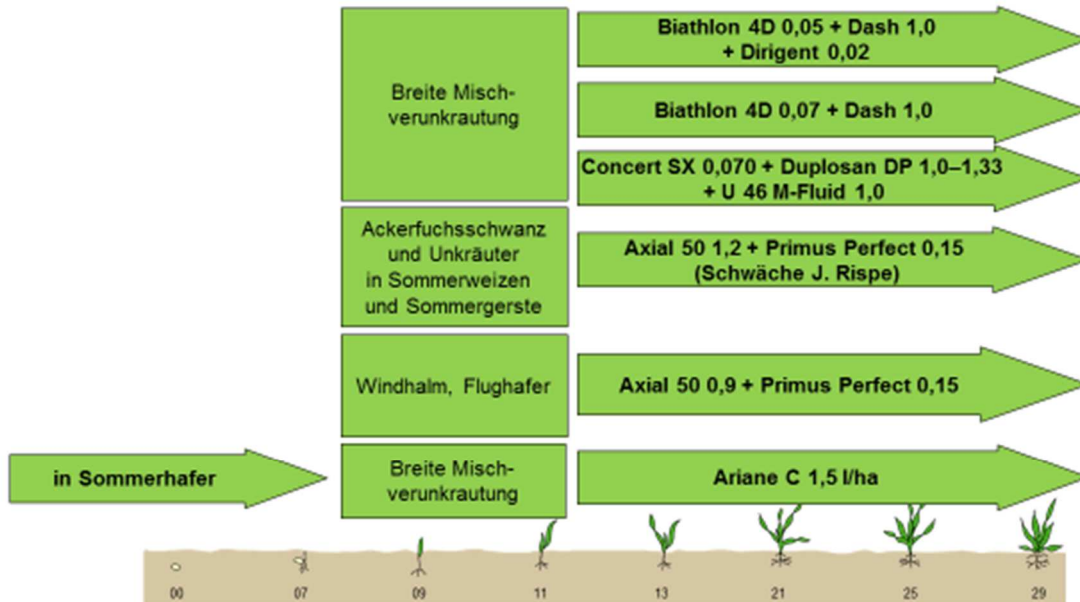 Breite Misch-
verunkrautung
Biathlon 4D 0,05 + Dash 1,0
+ Dirigent 0,02
Biathlon 4D 0,07 + Dash 1,0
Concert SX 0,070 + Duplosan DP 1,0–1,33
+ U 46 M-Fluid 1,0
Ackerfuchsschwanz
und Unkräuter
in Sommerweizen
und Sommergerste
Axial 50 1,2 + Primus Perfect 0,15
(Schwäche J. Rispe)
Windhalm, Flughafer
Axial 50 0,9 + Primus Perfect 0,15
in Sommerhafer
Breite Misch-
verunkrautung
Ariane C 1,5 l/ha
00 07 09 11 13 21 25 29